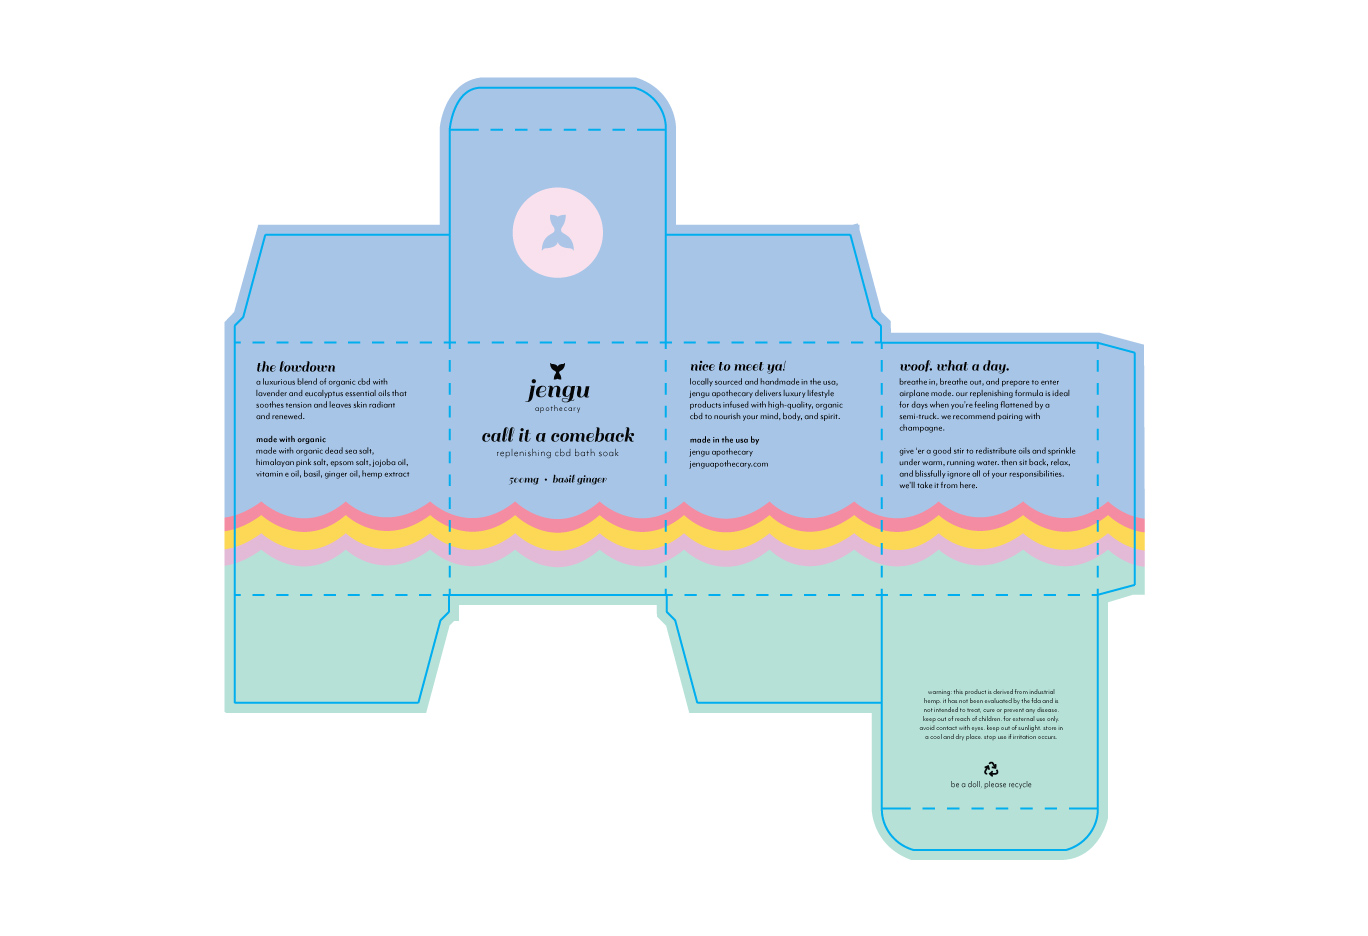 the lowdown
a luxurious blend of organic cbd with
lavender and eucalyptus essential oils that
soothes tension and leaves skin radiant
and renewed.
made with organic
made with organic dead sea salt,
himalayan pink salt, epsom salt, jojoba oil,
vitamin e oil, basil, ginger oil, hemp extract
jengu
apothecary
call it a comeback
replenishing cbd bath soak
500mg • basil ginger
nice to meet ya!
locally sourced and handmade in the usa,
jengu apothecary delivers luxury lifestyle
products infused with high-quality, organic
cbd to nourish your mind, body, and spirit.
made in the usa by
jengu apothecary
jenguapothecary.com
woof. what a day.
breathe in, breathe out, and prepare to enter
airplane mode. our replenishing formula is ideal
for days when you're feeling flattened by a
semi-truck. we recommend pairing with
champagne.
give 'er a good stir to redistribute oils and sprinkle
under warm, running water. then sit back, relax,
and blissfully ignore all of your responsibilities.
we'll take it from here.
warning: this product is derived from industrial
hemp. it has not been evaluated by the fda and is
not intended to treat, cure or prevent any disease.
keep out of reach of children. for external use only.
avoid contact with eyes. keep out of sunlight. store in
a cool and dry place. stop use if irritation occurs.
be a doll, please recycle